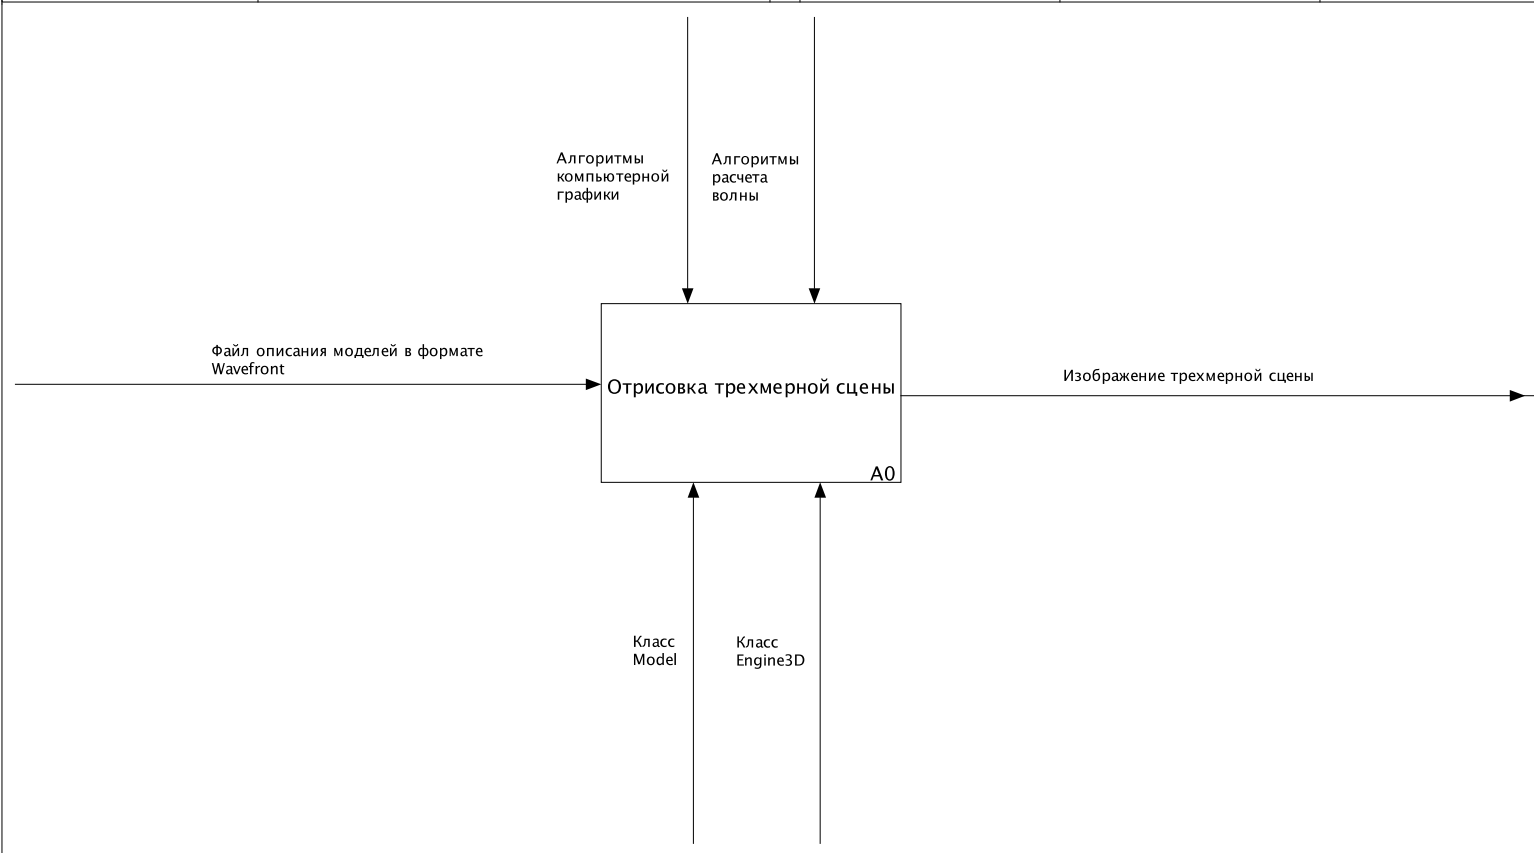 Алгоритмы
компьютерной
графики
Алгоритмы
расчета
волны
Файл описания моделей в формате
Wavefront
Отрисовка трехмерной сцены
A0
Изображение трехмерной сцены
Класс
Model
Класс
Engine3D